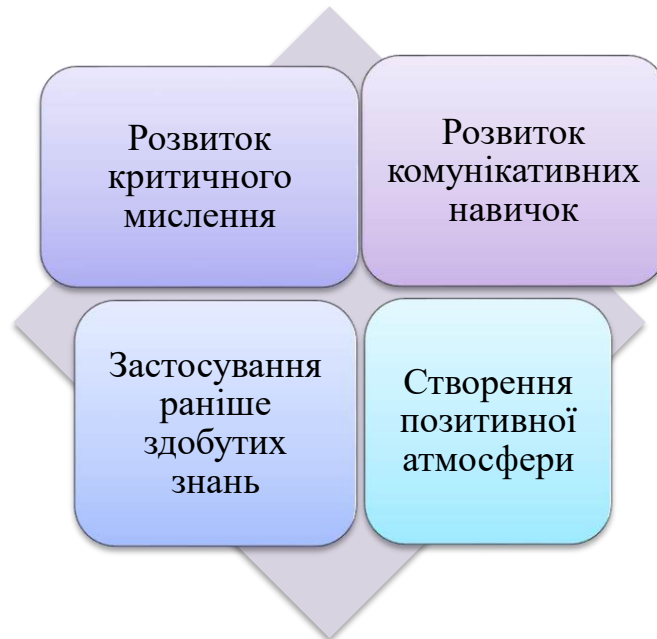 Розвиток
критичного
мислення
Розвиток
комунікативних
навичок
Застосування
раніше
здобутих
знань
Створення
позитивної
атмосфери